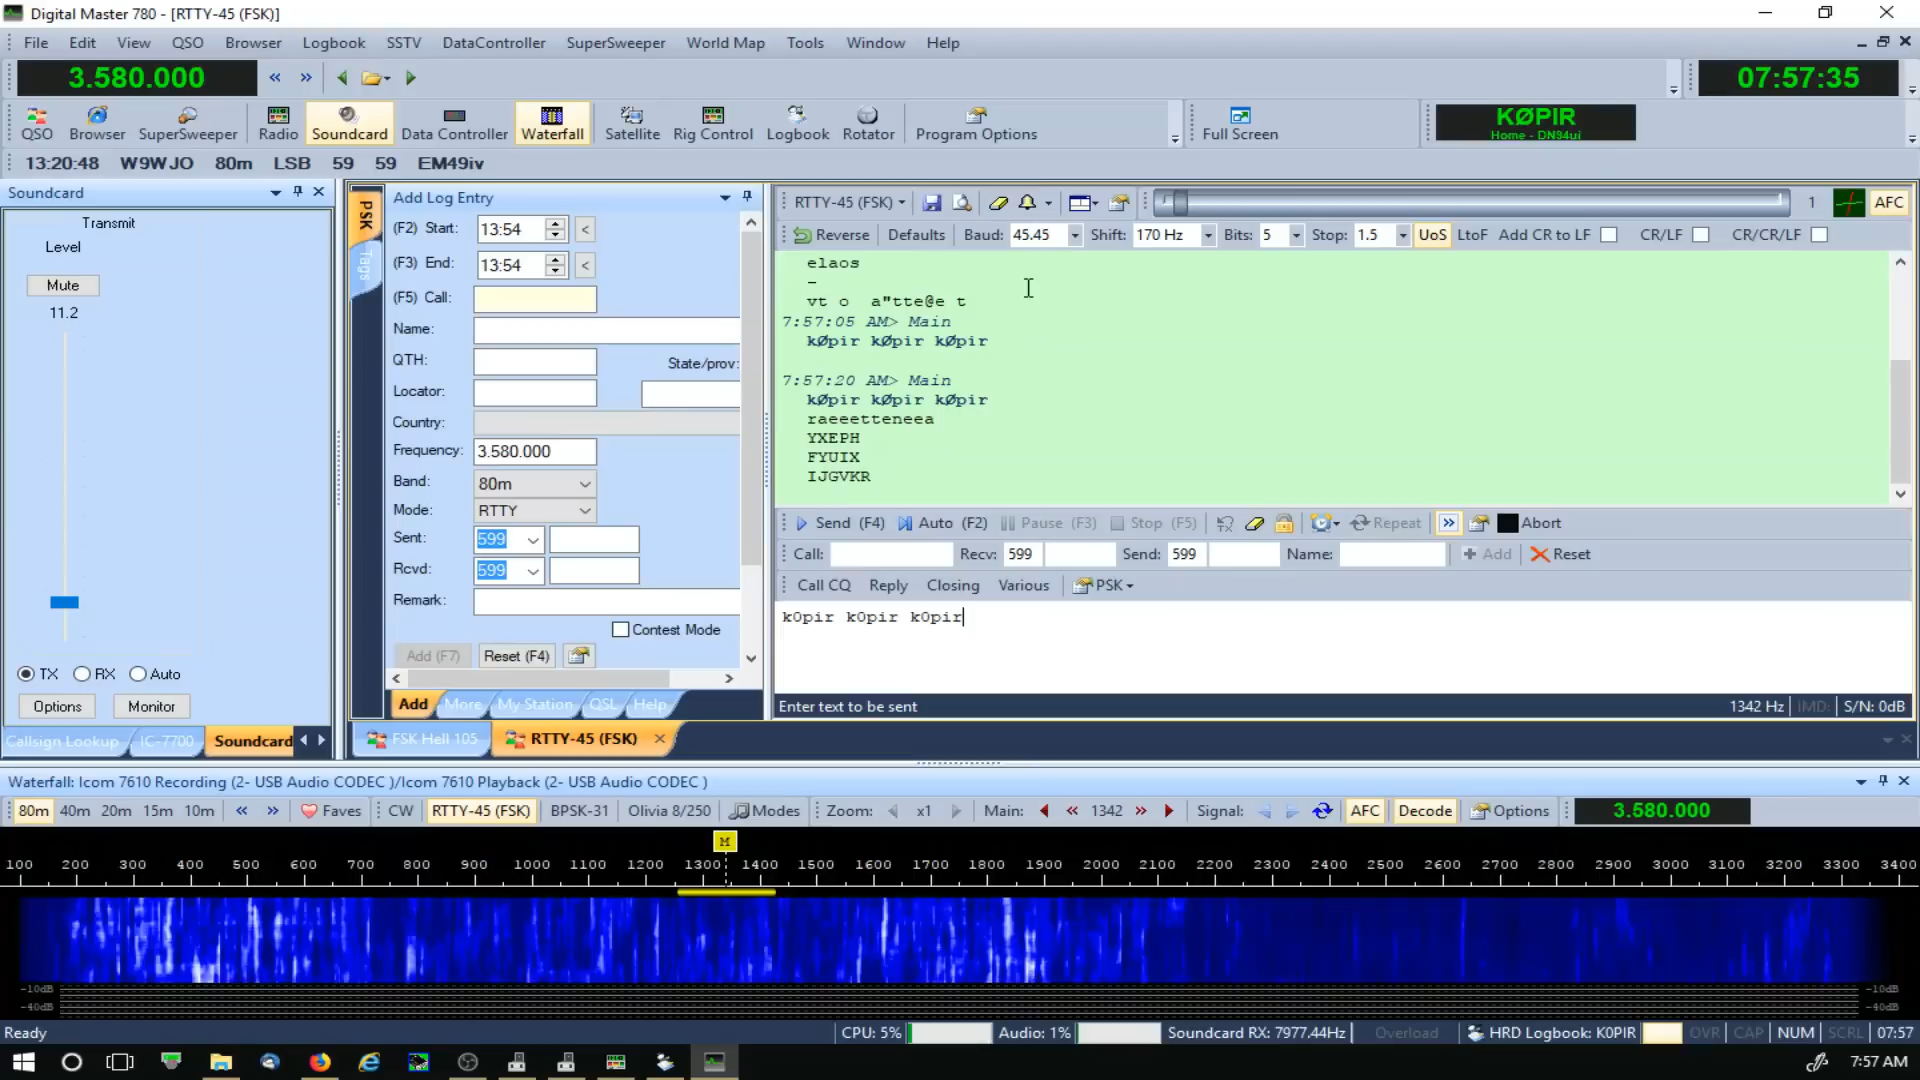 Digital Master 780 - [RTTY-45 (FSK)]
File Edit View QSO Browser Logbook SSTV DataController SuperSweeper World Map Tools Window Help
3.580.000 07:57:35
QSO Browser SuperSweeper Radio Soundcard Data Controller Waterfall Satellite Rig Control Logbook Rotator Program Options Full Screen
KØPIR
Home - DN94ui
13:20:48 W9WJO 80m LSB 59 59 EM49iv
Soundcard
Transmit
Level
Mute
11.2
TX RX Auto
Options Monitor
Callsign Lookup IC-7700 Soundcard
PSK
Tags
Add Log Entry
(F2) Start: 13:54 <
(F3) End: 13:54 <
(F5) Call:
Name:
QTH: State/prov:
Locator:
Country:
Frequency: 3.580.000
Band: 80m
Mode: RTTY
Sent: 599
Rcvd: 599
Remark:
Contest Mode
Add (F7) Reset (F4)
Add More My Station QSL Help
RTTY-45 (FSK) 1 AFC
Reverse Defaults Baud: 45.45 Shift: 170 Hz Bits: 5 Stop: 1.5 UoS LtoF Add CR to LF CR/LF CR/CR/LF
elaos
-
vt o a"tte@e t
7:57:05 AM> Main
kØpir kØpir kØpir
7:57:20 AM> Main
kØpir kØpir kØpir
raeeetteneea
YXEPH
FYUIX
IJGVKR
Send (F4) Auto (F2) Pause (F3) Stop (F5) Repeat Abort
Call: Recv: 599 Send: 599 Name: Add Reset
Call CQ Reply Closing Various PSK
k0pir k0pir k0pir
Enter text to be sent 1342 Hz IMD: S/N: 0dB
FSK Hell 105 RTTY-45 (FSK)
Waterfall: Icom 7610 Recording (2- USB Audio CODEC )/Icom 7610 Playback (2- USB Audio CODEC )
80m 40m 20m 15m 10m Faves CW RTTY-45 (FSK) BPSK-31 Olivia 8/250 Modes Zoom: x1 Main: 1342 Signal: AFC Decode Options 3.580.000
M
100 200 300 400 500 600 700 800 900 1000 1100 1200 1300 1400 1500 1600 1700 1800 1900 2000 2100 2200 2300 2400 2500 2600 2700 2800 2900 3000 3100 3200 3300 3400
-10dB -10dB
-40dB -40dB
Ready CPU: 5% Audio: 1% Soundcard RX: 7977.44Hz Overload HRD Logbook: K0PIR OVR CAP NUM SCRL 07:57
7:57 AM